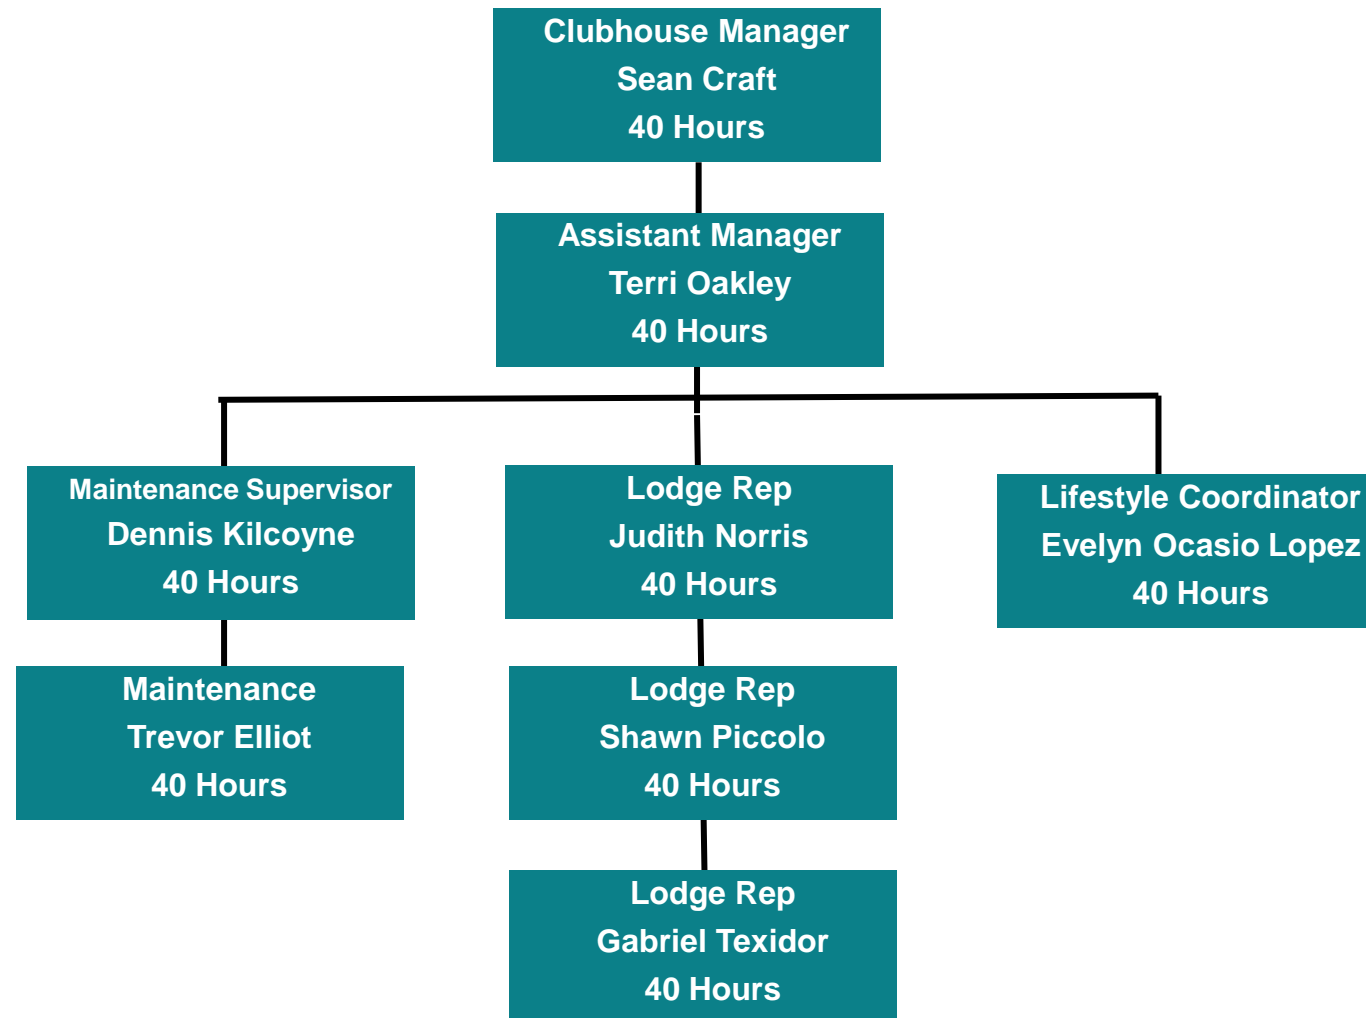 Clubhouse Manager
Sean Craft
40 Hours
Assistant Manager
Terri Oakley
40 Hours
Maintenance Supervisor
Dennis Kilcoyne
40 Hours
Lodge Rep
Judith Norris
40 Hours
Lifestyle Coordinator
Evelyn Ocasio Lopez
40 Hours
Maintenance
Trevor Elliot
40 Hours
Lodge Rep
Shawn Piccolo
40 Hours
Lodge Rep
Gabriel Texidor
40 Hours